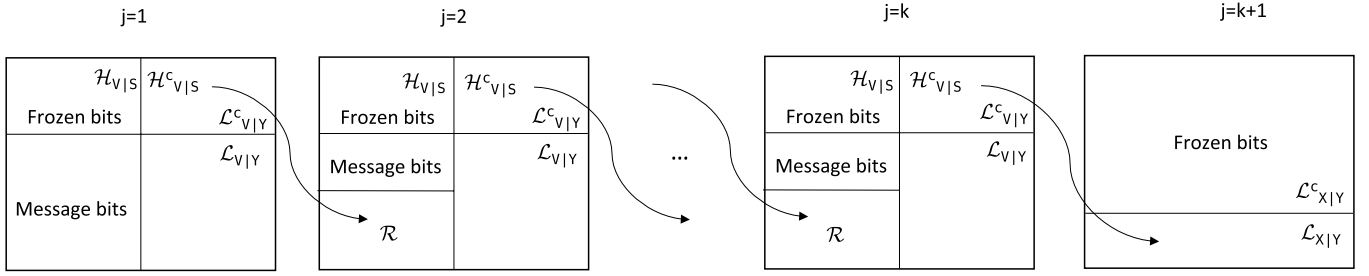 j=1
j=2
j=k
j=k+1
ℋ_{V|S} ℋ^c_{V|S}
Frozen bits
ℒ^c_{V|Y}
ℒ_{V|Y}
Message bits
ℋ_{V|S} ℋ^c_{V|S}
Frozen bits
ℒ^c_{V|Y}
ℒ_{V|Y}
Message bits
ℛ
...
ℋ_{V|S} ℋ^c_{V|S}
Frozen bits
ℒ^c_{V|Y}
ℒ_{V|Y}
Message bits
ℛ
Frozen bits
ℒ^c_{X|Y}
ℒ_{X|Y}